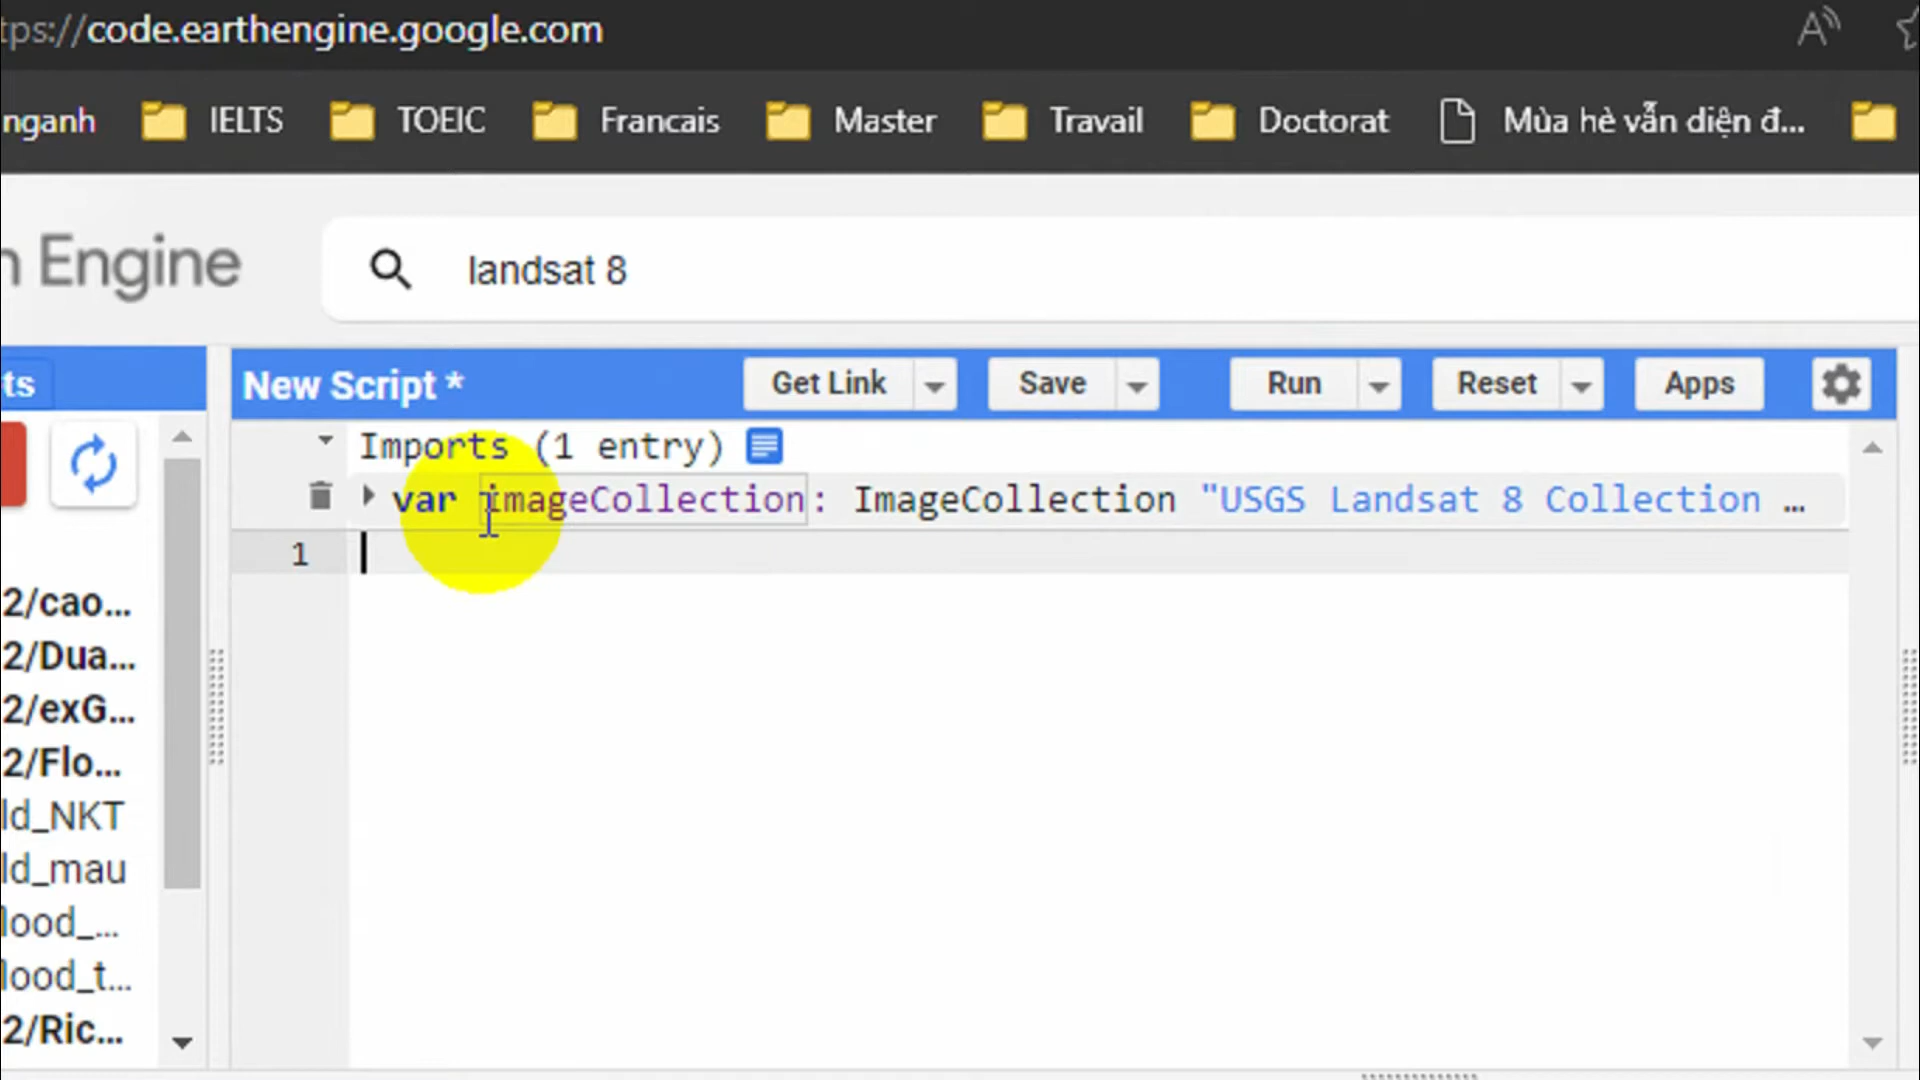 tps://code.earthengine.google.com
nganh IELTS TOEIC Francais Master Travail Doctorat Mùa hè vẫn diện đ...
n Engine landsat 8
ts New Script * Get Link Save Run Reset Apps
Imports (1 entry)
var imageCollection: ImageCollection "USGS Landsat 8 Collection ...
1
2/cao...
2/Dua...
2/exG...
2/Flo...
ld_NKT
ld_mau
lood_...
lood_t...
2/Ric...